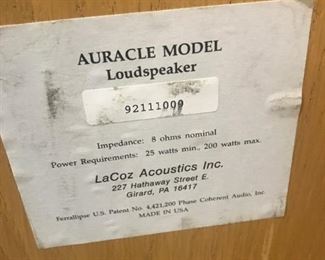 AURACLE MODEL
Loudspeaker
92111009
Impedance: 8 ohms nominal
Power Requirements: 25 watts min., 200 watts max.
LaCoz Acoustics Inc.
227 Hathaway Street E.
Girard, PA 16417
Ferrallipse U.S. Patent No. 4,421,200 Phase Coherent Audio, Inc.
MADE IN USA